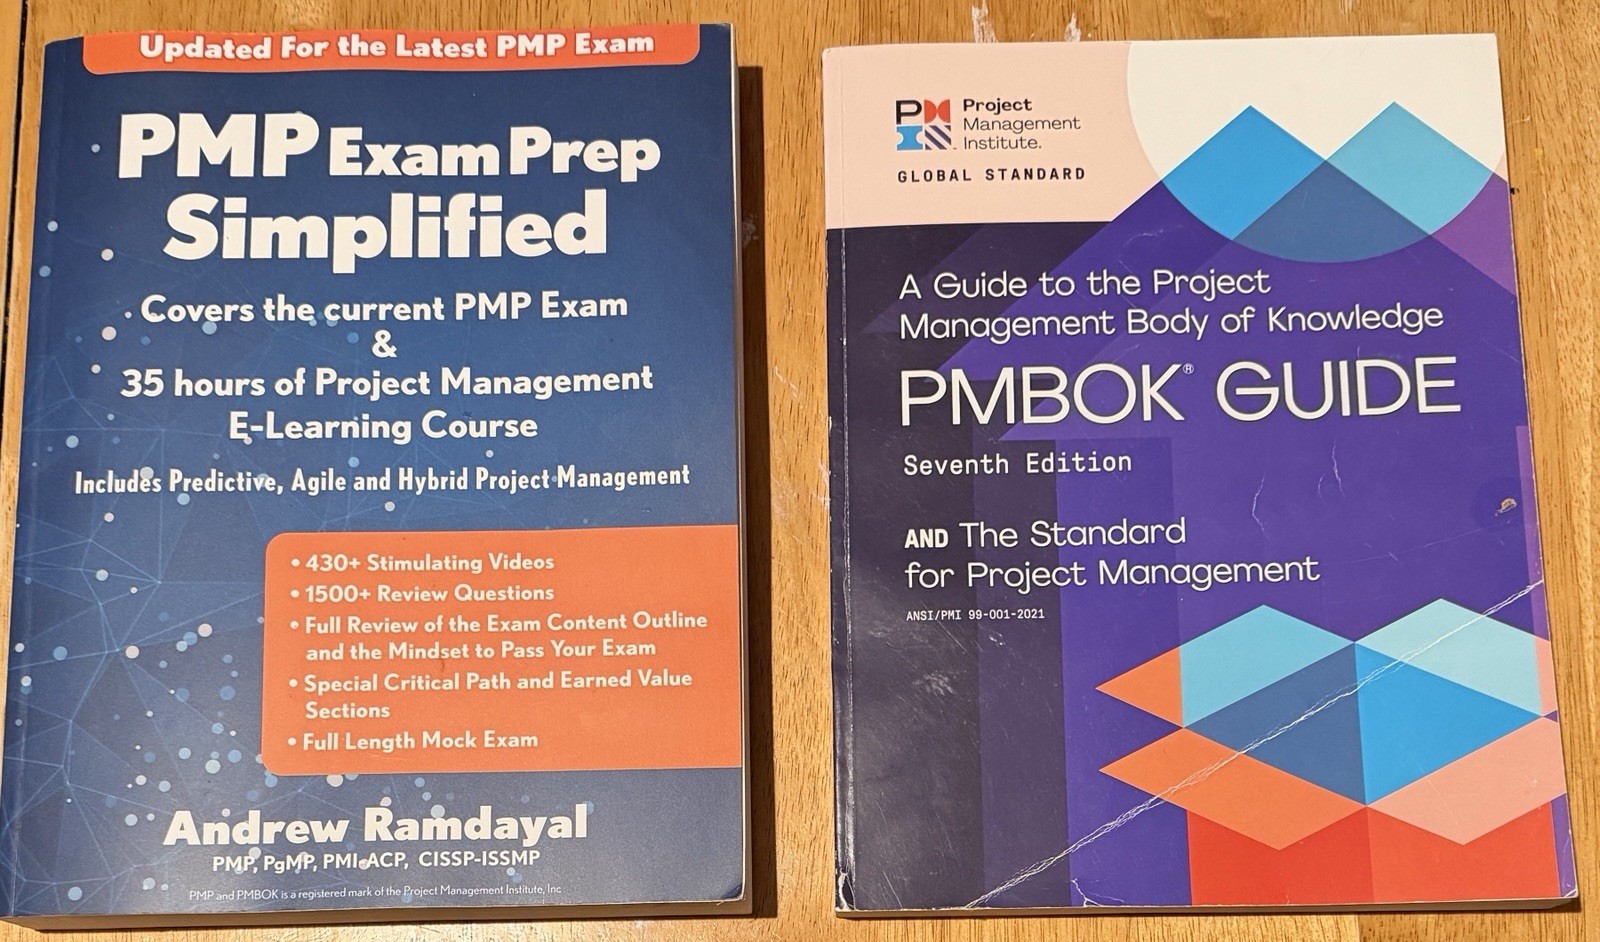 Updated For the Latest PMP Exam
PMP Exam Prep
Simplified
Covers the current PMP Exam
&
35 hours of Project Management
E-Learning Course
Includes Predictive, Agile and Hybrid Project Management
• 430+ Stimulating Videos
• 1500+ Review Questions
• Full Review of the Exam Content Outline
and the Mindset to Pass Your Exam
• Special Critical Path and Earned Value
Sections
• Full Length Mock Exam
Andrew Ramdayal
PMP, PgMP, PMI-ACP, CISSP-ISSMP
PMP and PMBOK is a registered mark of the Project Management Institute, Inc
PM
Project
Management
Institute.
GLOBAL STANDARD
A Guide to the Project
Management Body of Knowledge
PMBOK® GUIDE
Seventh Edition
AND The Standard
for Project Management
ANSI/PMI 99-001-2021